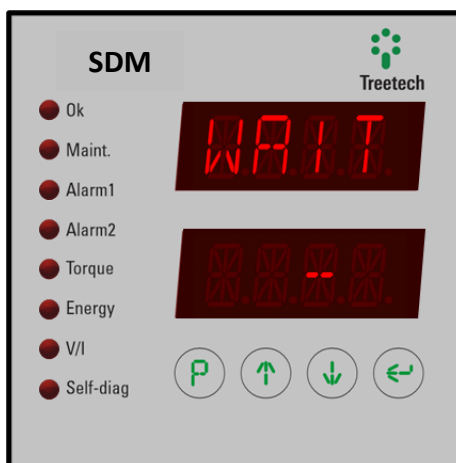 SDM
Treetech
Ok
Maint.
Alarm1
Alarm2
Torque
Energy
V/I
Self-diag
WAIT
-
P